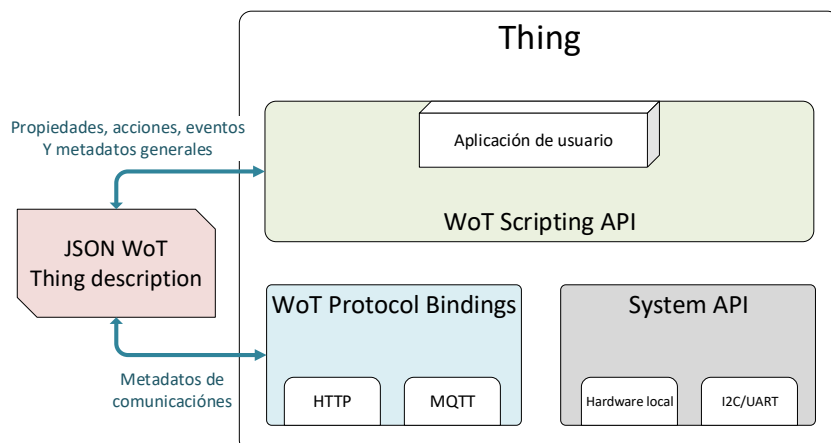 Thing
Propiedades, acciones, eventos
Y metadatos generales
Aplicación de usuario
WoT Scripting API
JSON WoT
Thing description
WoT Protocol Bindings
System API
Metadatos de
comunicaciónes
HTTP
MQTT
Hardware local
I2C/UART